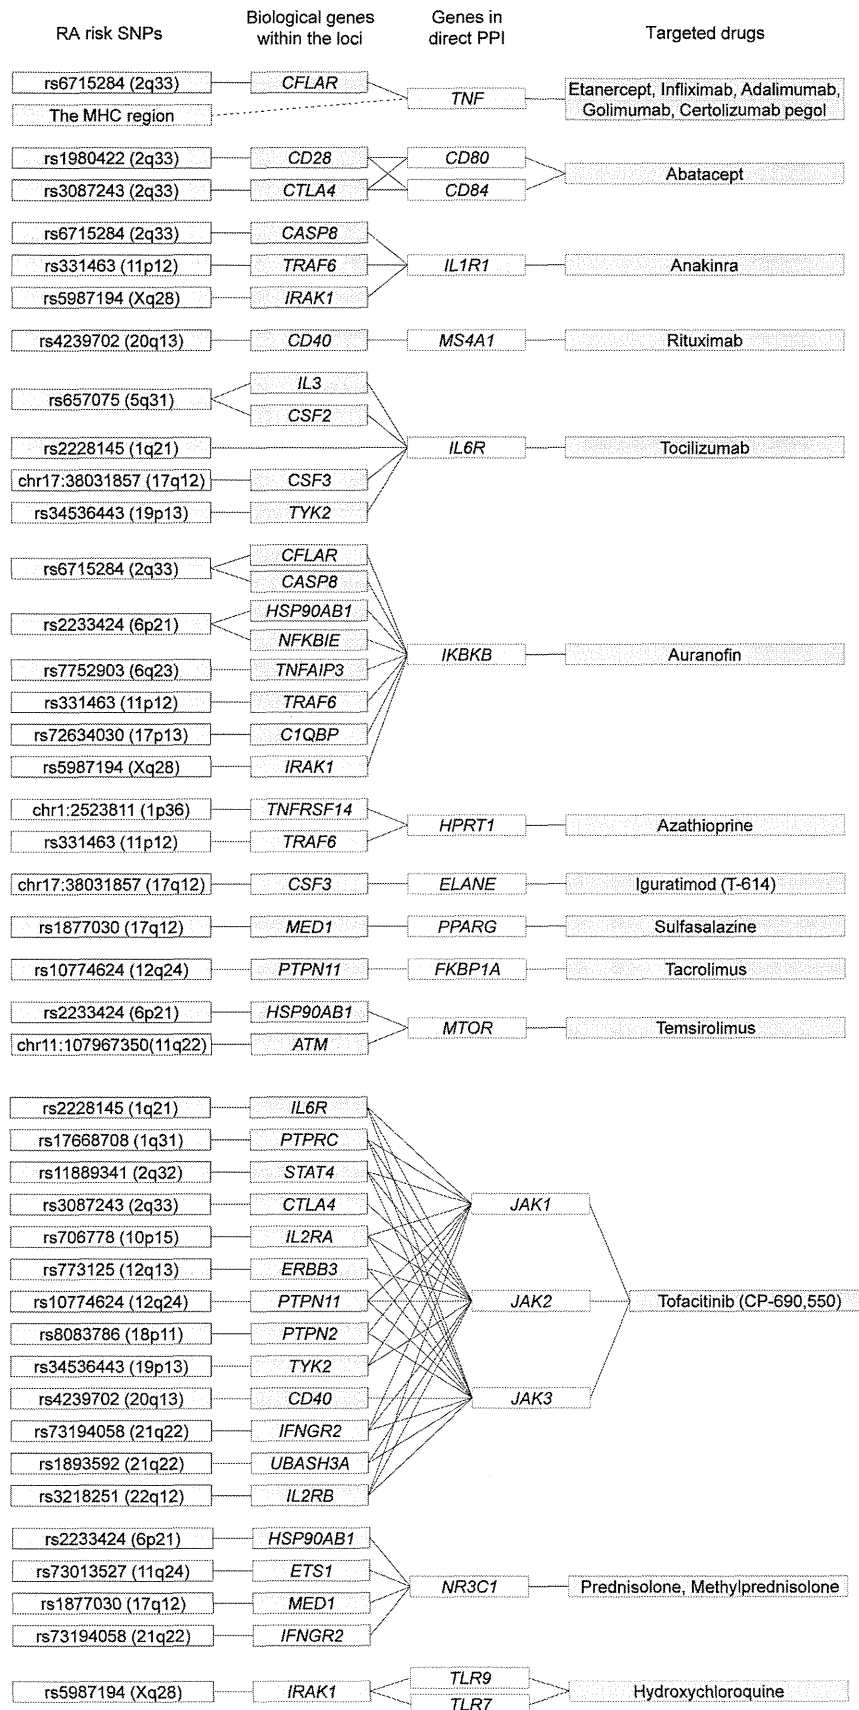 RA risk SNPs
Biological genes
within the loci
Genes in
direct PPI
Targeted drugs
rs6715284 (2q33)
CFLAR
TNF
Etanercept, Infliximab, Adalimumab,
Golimumab, Certolizumab pegol
The MHC region
rs1980422 (2q33)
CD28
CD80
Abatacept
rs3087243 (2q33)
CTLA4
CD84
rs6715284 (2q33)
CASP8
rs331463 (11p12)
TRAF6
IL1R1
Anakinra
rs5987194 (Xq28)
IRAK1
rs4239702 (20q13)
CD40
MS4A1
Rituximab
rs657075 (5q31)
IL3
CSF2
rs2228145 (1q21)
IL6R
Tocilizumab
chr17:38031857 (17q12)
CSF3
rs34536443 (19p13)
TYK2
rs6715284 (2q33)
CFLAR
CASP8
rs2233424 (6p21)
HSP90AB1
NFKBIE
IKBKB
Auranofin
rs7752903 (6q23)
TNFAIP3
rs331463 (11p12)
TRAF6
rs72634030 (17p13)
C1QBP
rs5987194 (Xq28)
IRAK1
chr1:2523811 (1p36)
TNFRSF14
HPRT1
Azathioprine
rs331463 (11p12)
TRAF6
chr17:38031857 (17q12)
CSF3
ELANE
Iguratimod (T-614)
rs1877030 (17q12)
MED1
PPARG
Sulfasalazine
rs10774624 (12q24)
PTPN11
FKBP1A
Tacrolimus
rs2233424 (6p21)
HSP90AB1
MTOR
Temsirolimus
chr11:107967350(11q22)
ATM
rs2228145 (1q21)
IL6R
rs17668708 (1q31)
PTPRC
rs11889341 (2q32)
STAT4
rs3087243 (2q33)
CTLA4
JAK1
rs706778 (10p15)
IL2RA
rs773125 (12q13)
ERBB3
rs10774624 (12q24)
PTPN11
JAK2
Tofacitinib (CP-690,550)
rs8083786 (18p11)
PTPN2
rs34536443 (19p13)
TYK2
rs4239702 (20q13)
CD40
JAK3
rs73194058 (21q22)
IFNGR2
rs1893592 (21q22)
UBASH3A
rs3218251 (22q12)
IL2RB
rs2233424 (6p21)
HSP90AB1
rs73013527 (11q24)
ETS1
NR3C1
Prednisolone, Methylprednisolone
rs1877030 (17q12)
MED1
rs73194058 (21q22)
IFNGR2
rs5987194 (Xq28)
IRAK1
TLR9
TLR7
Hydroxychloroquine